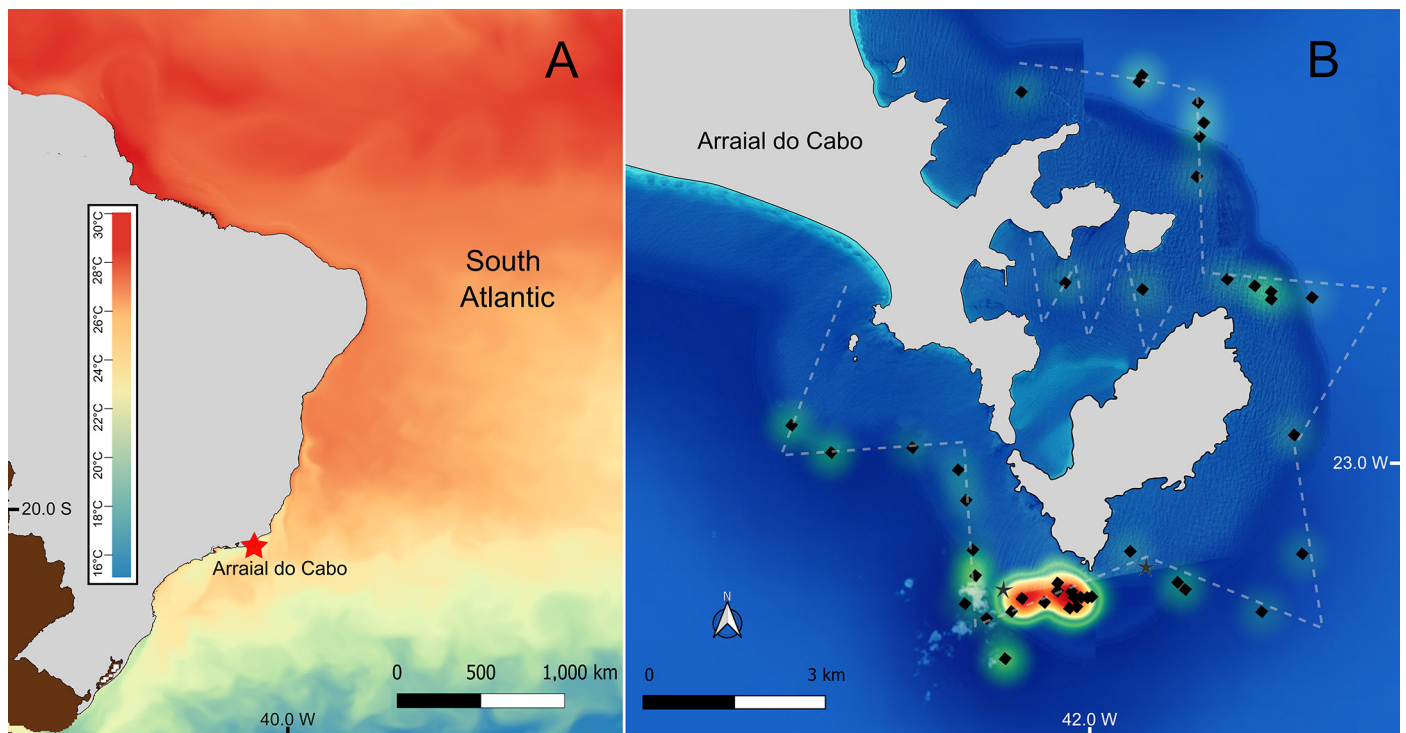 A
South
Atlantic
30°C
28°C
26°C
24°C
22°C
20°C
18°C
16°C
20.0 S
Arraial do Cabo
0 500 1,000 km
40.0 W
B
Arraial do Cabo
23.0 W
N
0 3 km
42.0 W